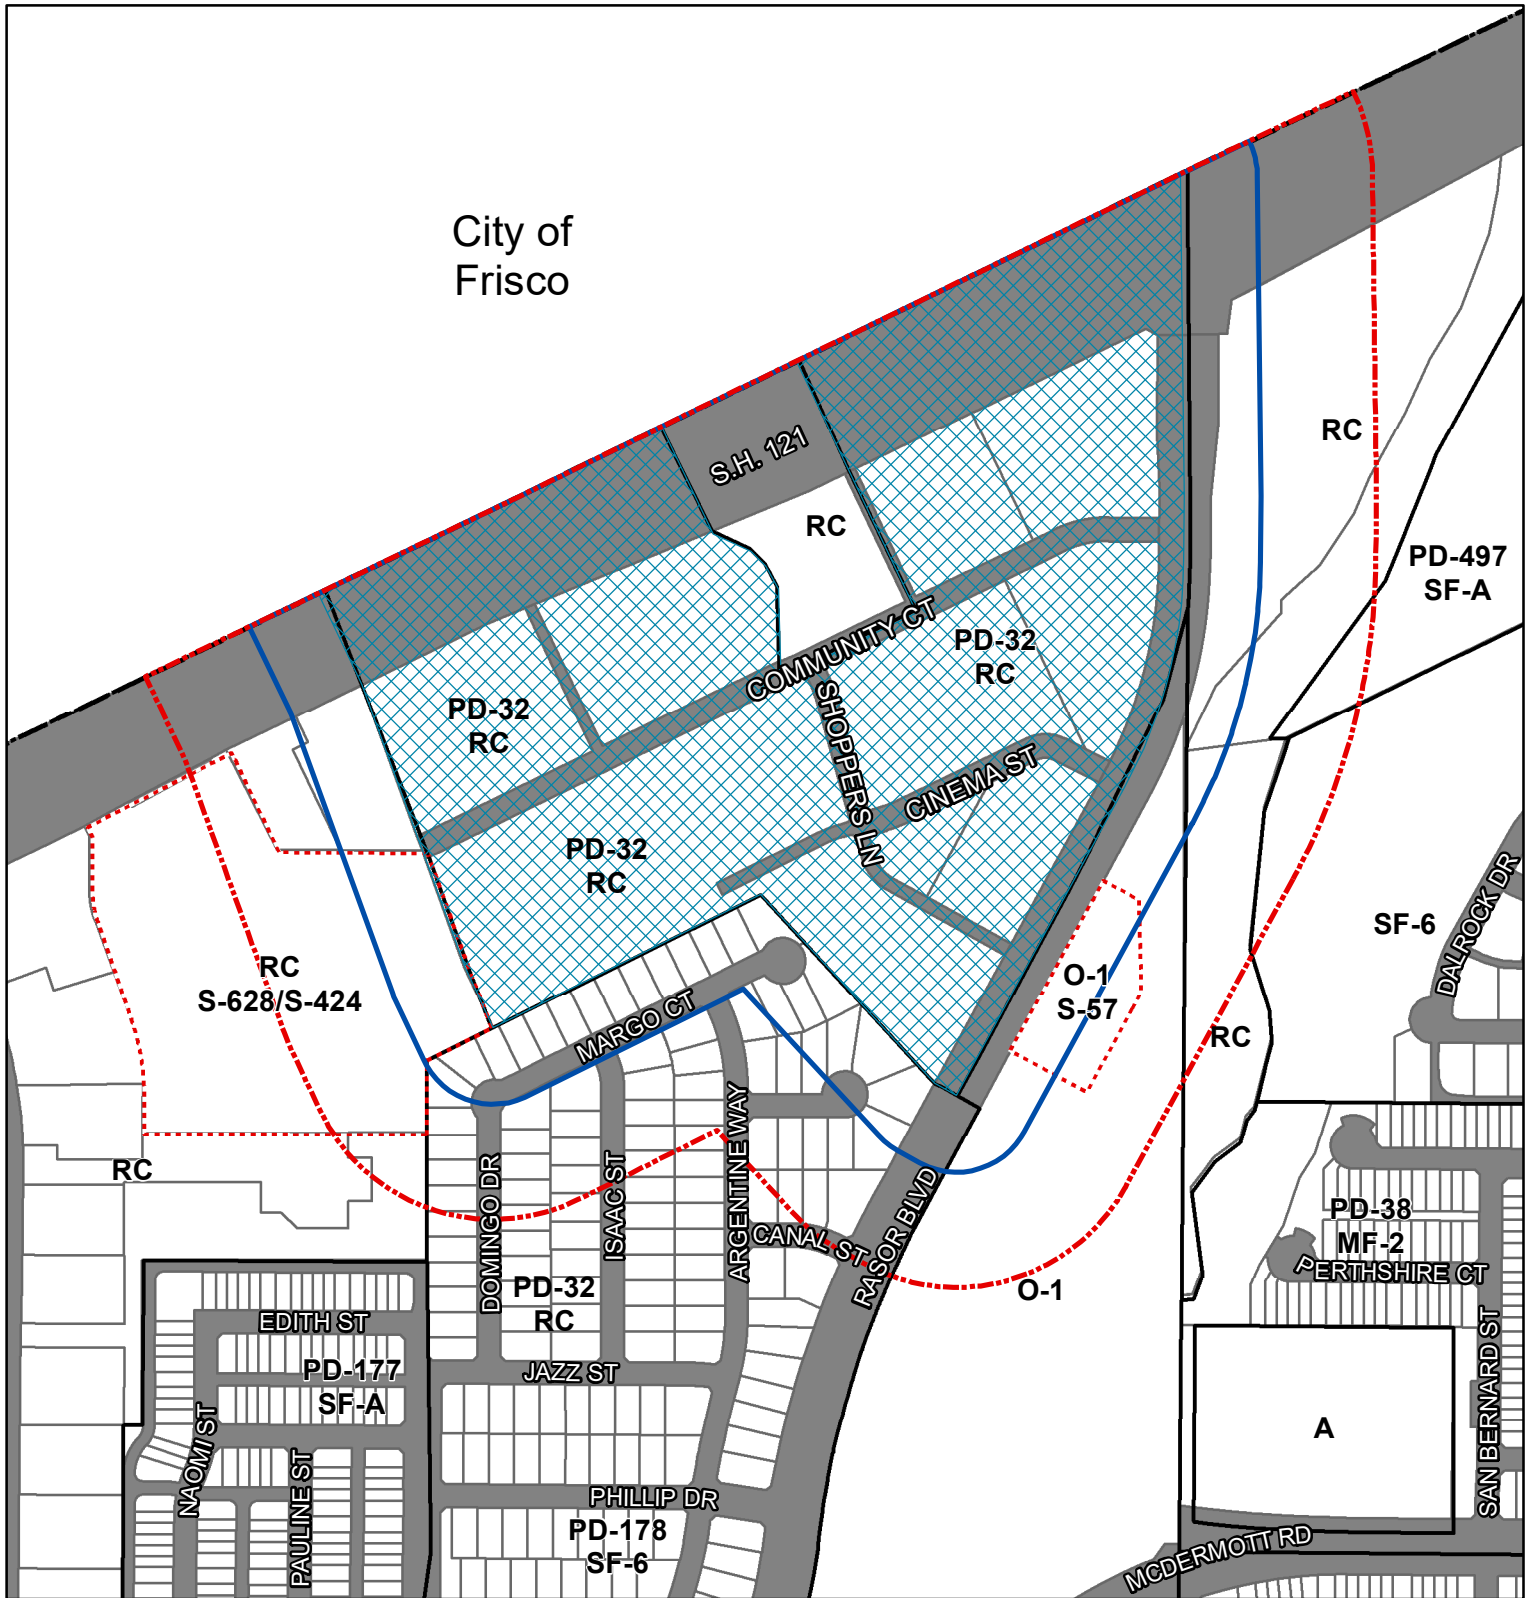 City of
Frisco
S.H. 121
RC
RC
PD-497
SF-A
COMMUNITY CT
PD-32
RC
PD-32
RC
SHOPPERS LN
CINEMA ST
PD-32
RC
DALROCK DR
SF-6
RC
S-628/S-424
O-1
S-57
MARGO CT
RC
RC
DOMINGO DR
ISAAC ST
ARGENTINE WAY
CANAL ST
RASOR BLVD
PD-38
MF-2
PERTHSHIRE CT
O-1
PD-32
RC
EDITH ST
PD-177
SF-A
JAZZ ST
NAOMI ST
PAULINE ST
A
SAN BERNARD ST
PHILLIP DR
PD-178
SF-6
MCDERMOTT RD